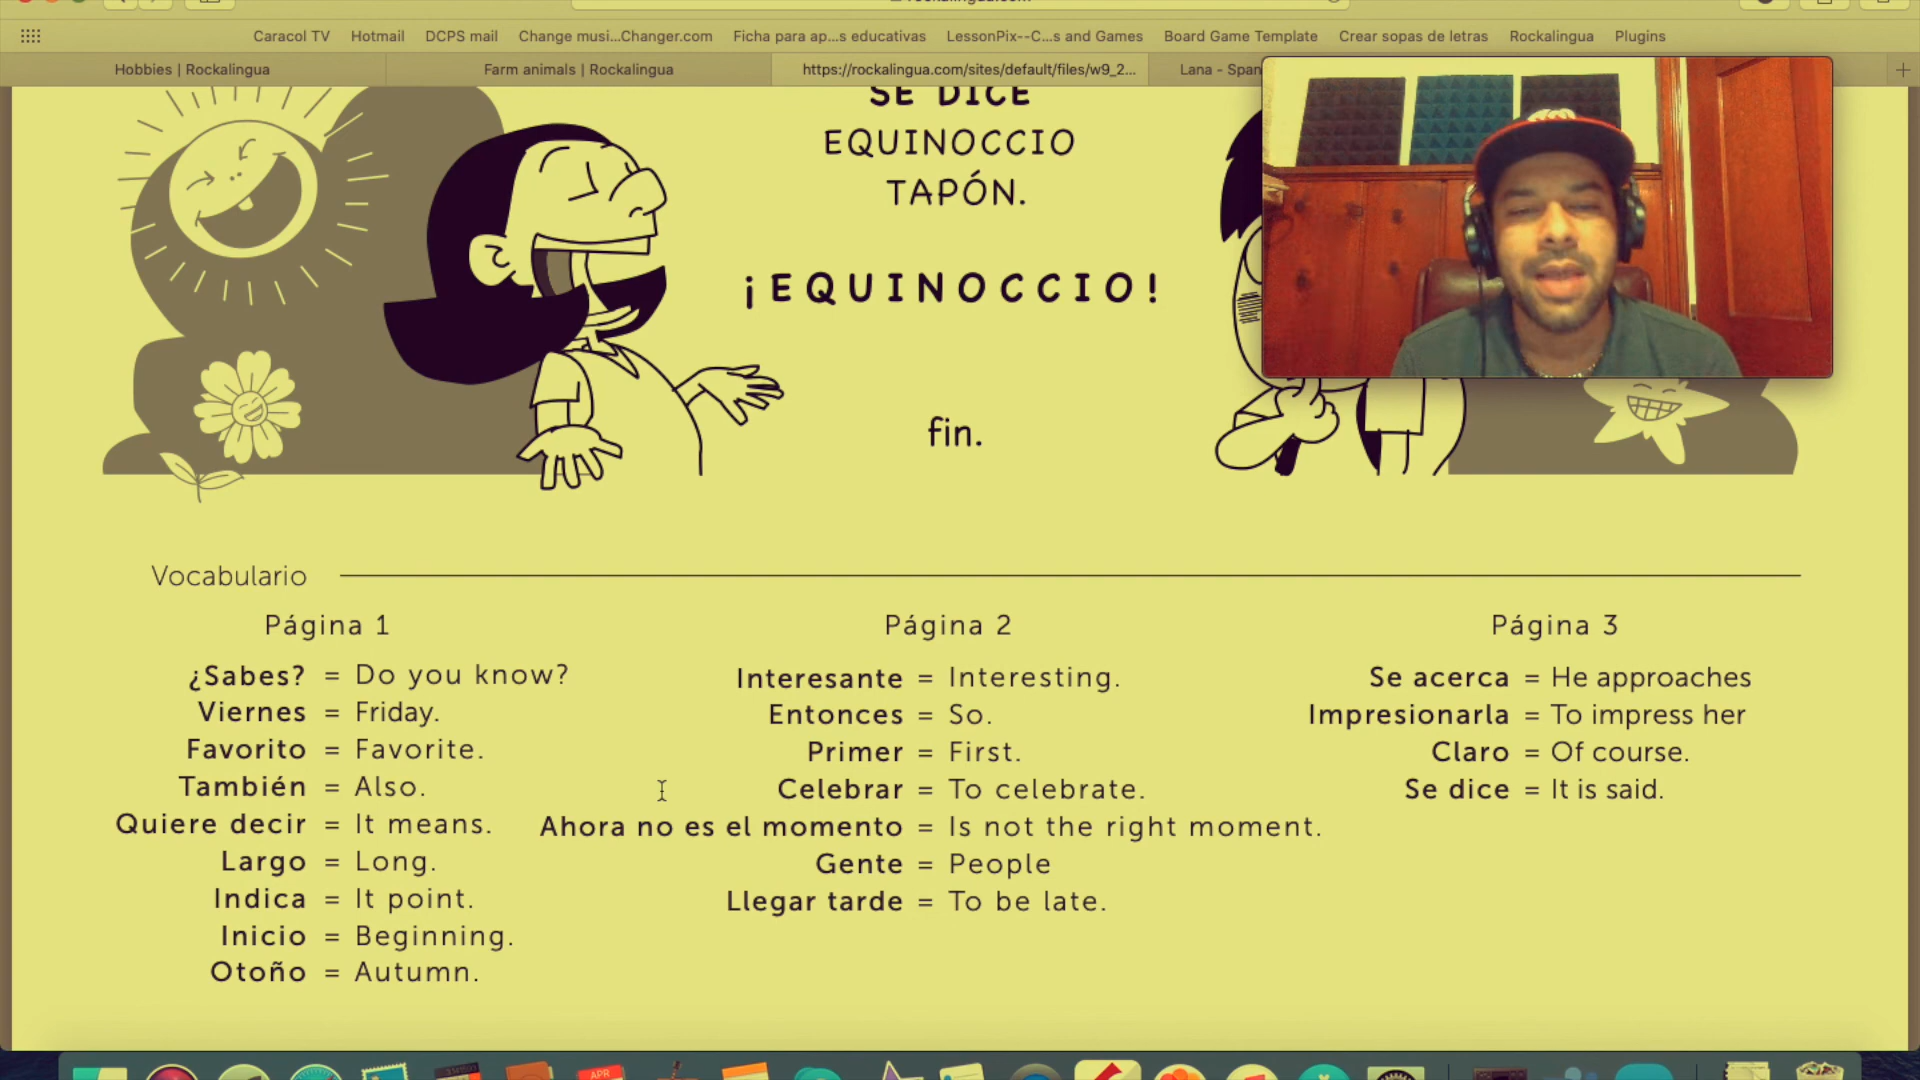 Caracol TV Hotmail DCPS mail Change musi...Changer.com Ficha para ap...s educativas LessonPix--C...s and Games Board Game Template Crear sopas de letras Rockalingua Plugins
Hobbies | Rockalingua Farm animals | Rockalingua https://rockalingua.com/sites/default/files/w9_2... Lana - Span
SE DICE
EQUINOCCIO
TAPÓN.
¡EQUINOCCIO!
fin.
Vocabulario
Página 1
¿Sabes? = Do you know?
Viernes = Friday.
Favorito = Favorite.
También = Also.
Quiere decir = It means.
Largo = Long.
Indica = It point.
Inicio = Beginning.
Otoño = Autumn.
Página 2
Interesante = Interesting.
Entonces = So.
Primer = First.
Celebrar = To celebrate.
Ahora no es el momento = Is not the right moment.
Gente = People
Llegar tarde = To be late.
Página 3
Se acerca = He approaches
Impresionarla = To impress her
Claro = Of course.
Se dice = It is said.
APR